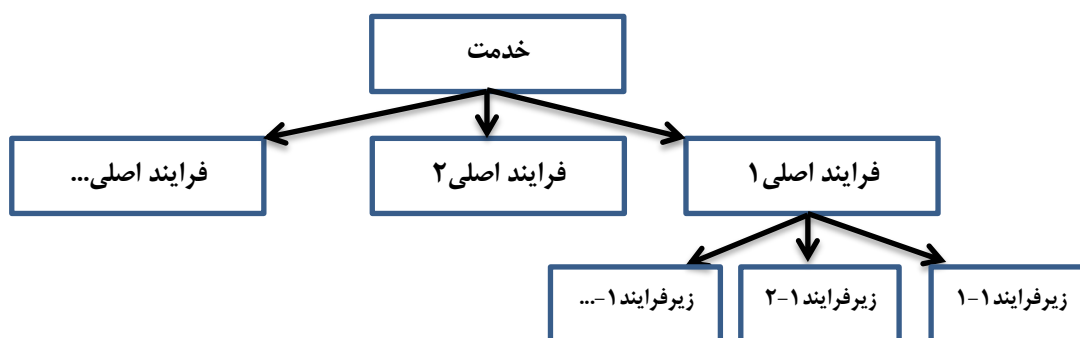 خدمت
فرایند اصلی۱
فرایند اصلی۲
فرایند اصلی...
زیرفرایند۱-۱
زیرفرایند۱-۲
زیرفرایند۱-...